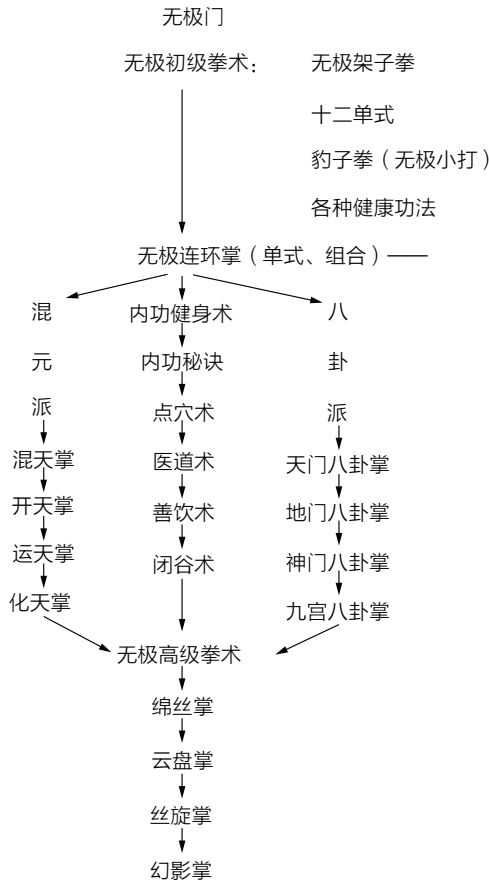 无极门
无极初级拳术： 无极架子拳
十二单式
豹子拳（无极小打）
各种健康功法
无极连环掌（单式、组合）——
混 内功健身术 八
元 内功秘诀 卦
派 点穴术 派
混天掌 医道术 天门八卦掌
开天掌 善饮术 地门八卦掌
运天掌 闭谷术 神门八卦掌
化天掌 九宫八卦掌
无极高级拳术
绵丝掌
云盘掌
丝旋掌
幻影掌